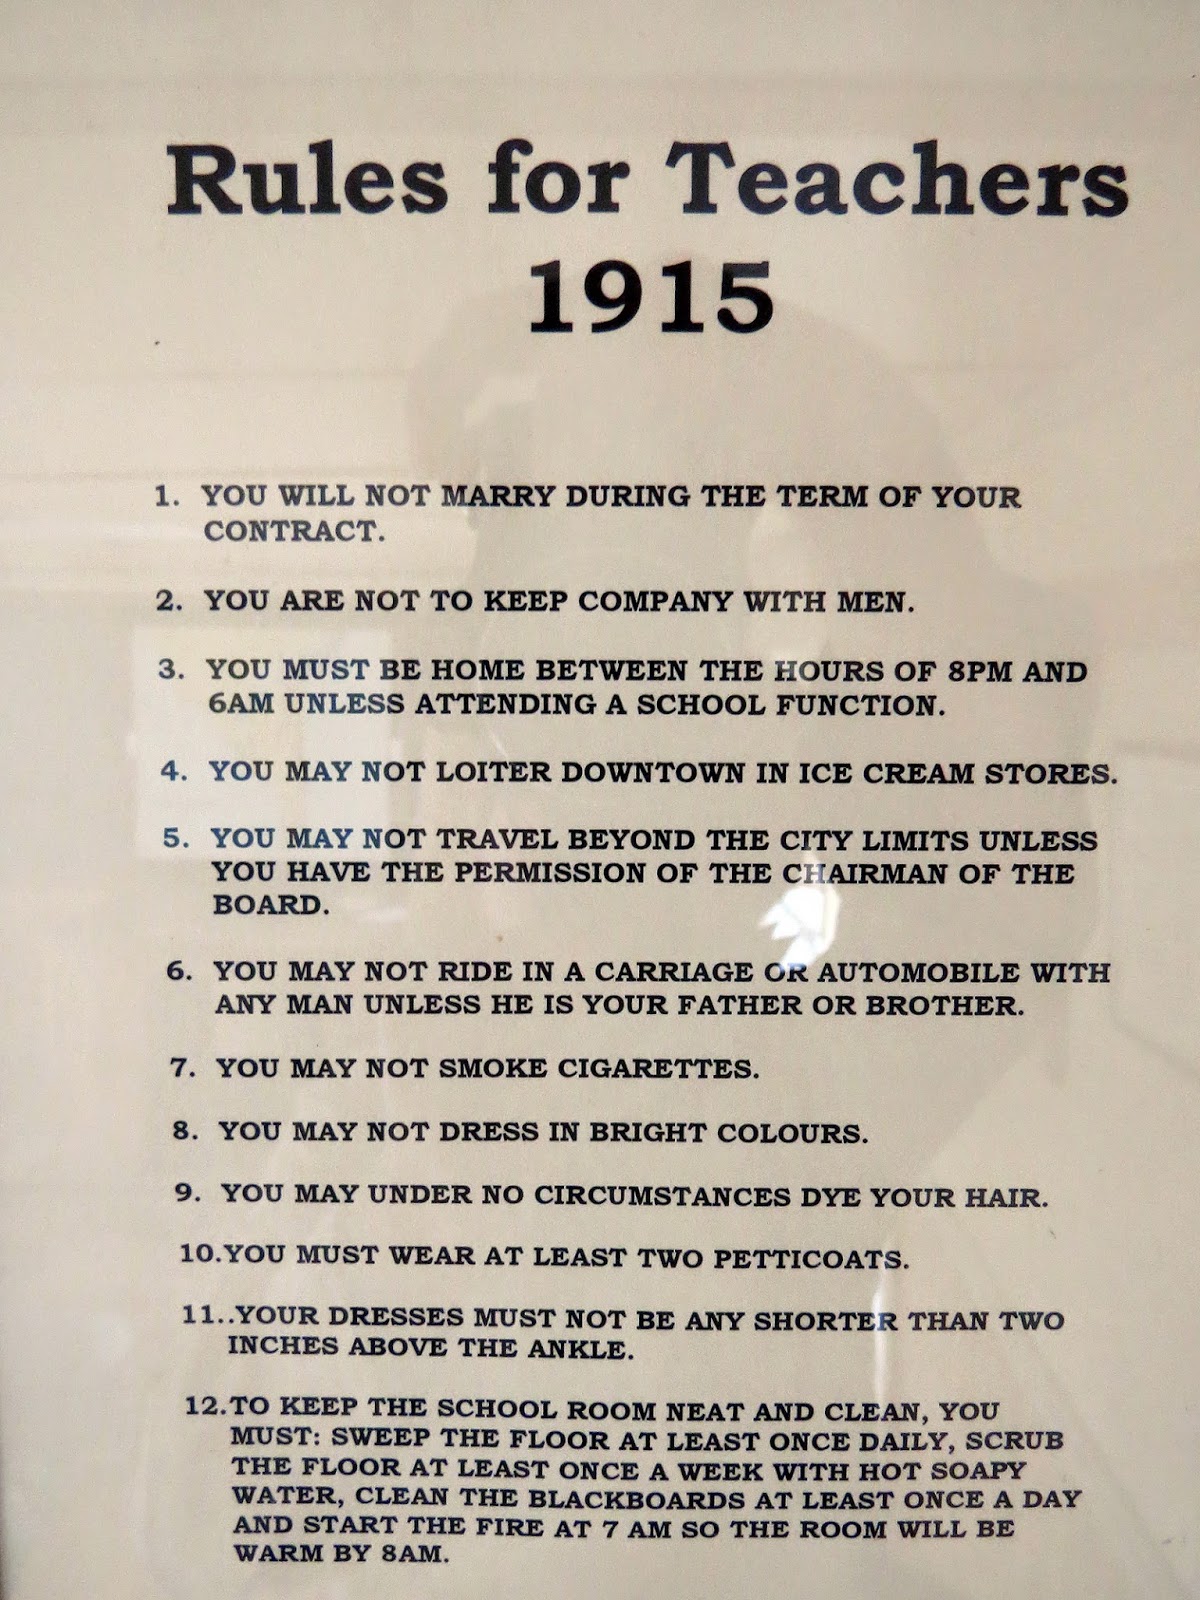 Rules for Teachers
1915
1. YOU WILL NOT MARRY DURING THE TERM OF YOUR
CONTRACT.
2. YOU ARE NOT TO KEEP COMPANY WITH MEN.
3. YOU MUST BE HOME BETWEEN THE HOURS OF 8PM AND
6AM UNLESS ATTENDING A SCHOOL FUNCTION.
4. YOU MAY NOT LOITER DOWNTOWN IN ICE CREAM STORES.
5. YOU MAY NOT TRAVEL BEYOND THE CITY LIMITS UNLESS
YOU HAVE THE PERMISSION OF THE CHAIRMAN OF THE
BOARD.
6. YOU MAY NOT RIDE IN A CARRIAGE OR AUTOMOBILE WITH
ANY MAN UNLESS HE IS YOUR FATHER OR BROTHER.
7. YOU MAY NOT SMOKE CIGARETTES.
8. YOU MAY NOT DRESS IN BRIGHT COLOURS.
9. YOU MAY UNDER NO CIRCUMSTANCES DYE YOUR HAIR.
10.YOU MUST WEAR AT LEAST TWO PETTICOATS.
11..YOUR DRESSES MUST NOT BE ANY SHORTER THAN TWO
INCHES ABOVE THE ANKLE.
12.TO KEEP THE SCHOOL ROOM NEAT AND CLEAN, YOU
MUST: SWEEP THE FLOOR AT LEAST ONCE DAILY, SCRUB
THE FLOOR AT LEAST ONCE A WEEK WITH HOT SOAPY
WATER, CLEAN THE BLACKBOARDS AT LEAST ONCE A DAY
AND START THE FIRE AT 7 AM SO THE ROOM WILL BE
WARM BY 8AM.